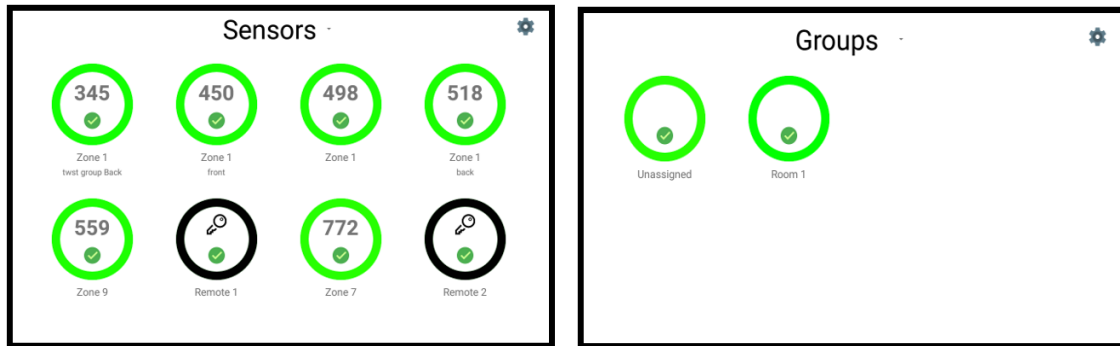 Sensors -
345
450
498
518
Zone 1
Zone 1
Zone 1
Zone 1
twst group Back
front
back
559
772
Zone 9
Remote 1
Zone 7
Remote 2
Groups -
Unassigned
Room 1